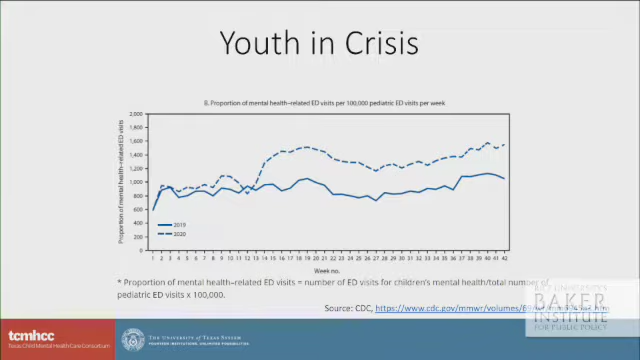 Youth in Crisis
B. Proportion of mental health–related ED visits per 100,000 pediatric ED visits per week
Proportion of mental health–related ED visits
2,000
1,800
1,600
1,400
1,200
1,000
800
600
400
200
0
2019
2020
1 2 3 4 5 6 7 8 9 10 11 12 13 14 15 16 17 18 19 20 21 22 23 24 25 26 27 28 29 30 31 32 33 34 35 36 37 38 39 40 41 42
Week no.
* Proportion of mental health–related ED visits = number of ED visits for children's mental health/total number of
pediatric ED visits x 100,000.
Source: CDC, https://www.cdc.gov/mmwr/volumes/69/
RICE UNIVERSITY'S
BAKER
INSTITUTE
FOR PUBLIC POLICY
tcmhcc
Texas Child Mental Health Care Consortium
THE UNIVERSITY of TEXAS SYSTEM
FOURTEEN INSTITUTIONS. UNLIMITED POSSIBILITIES.